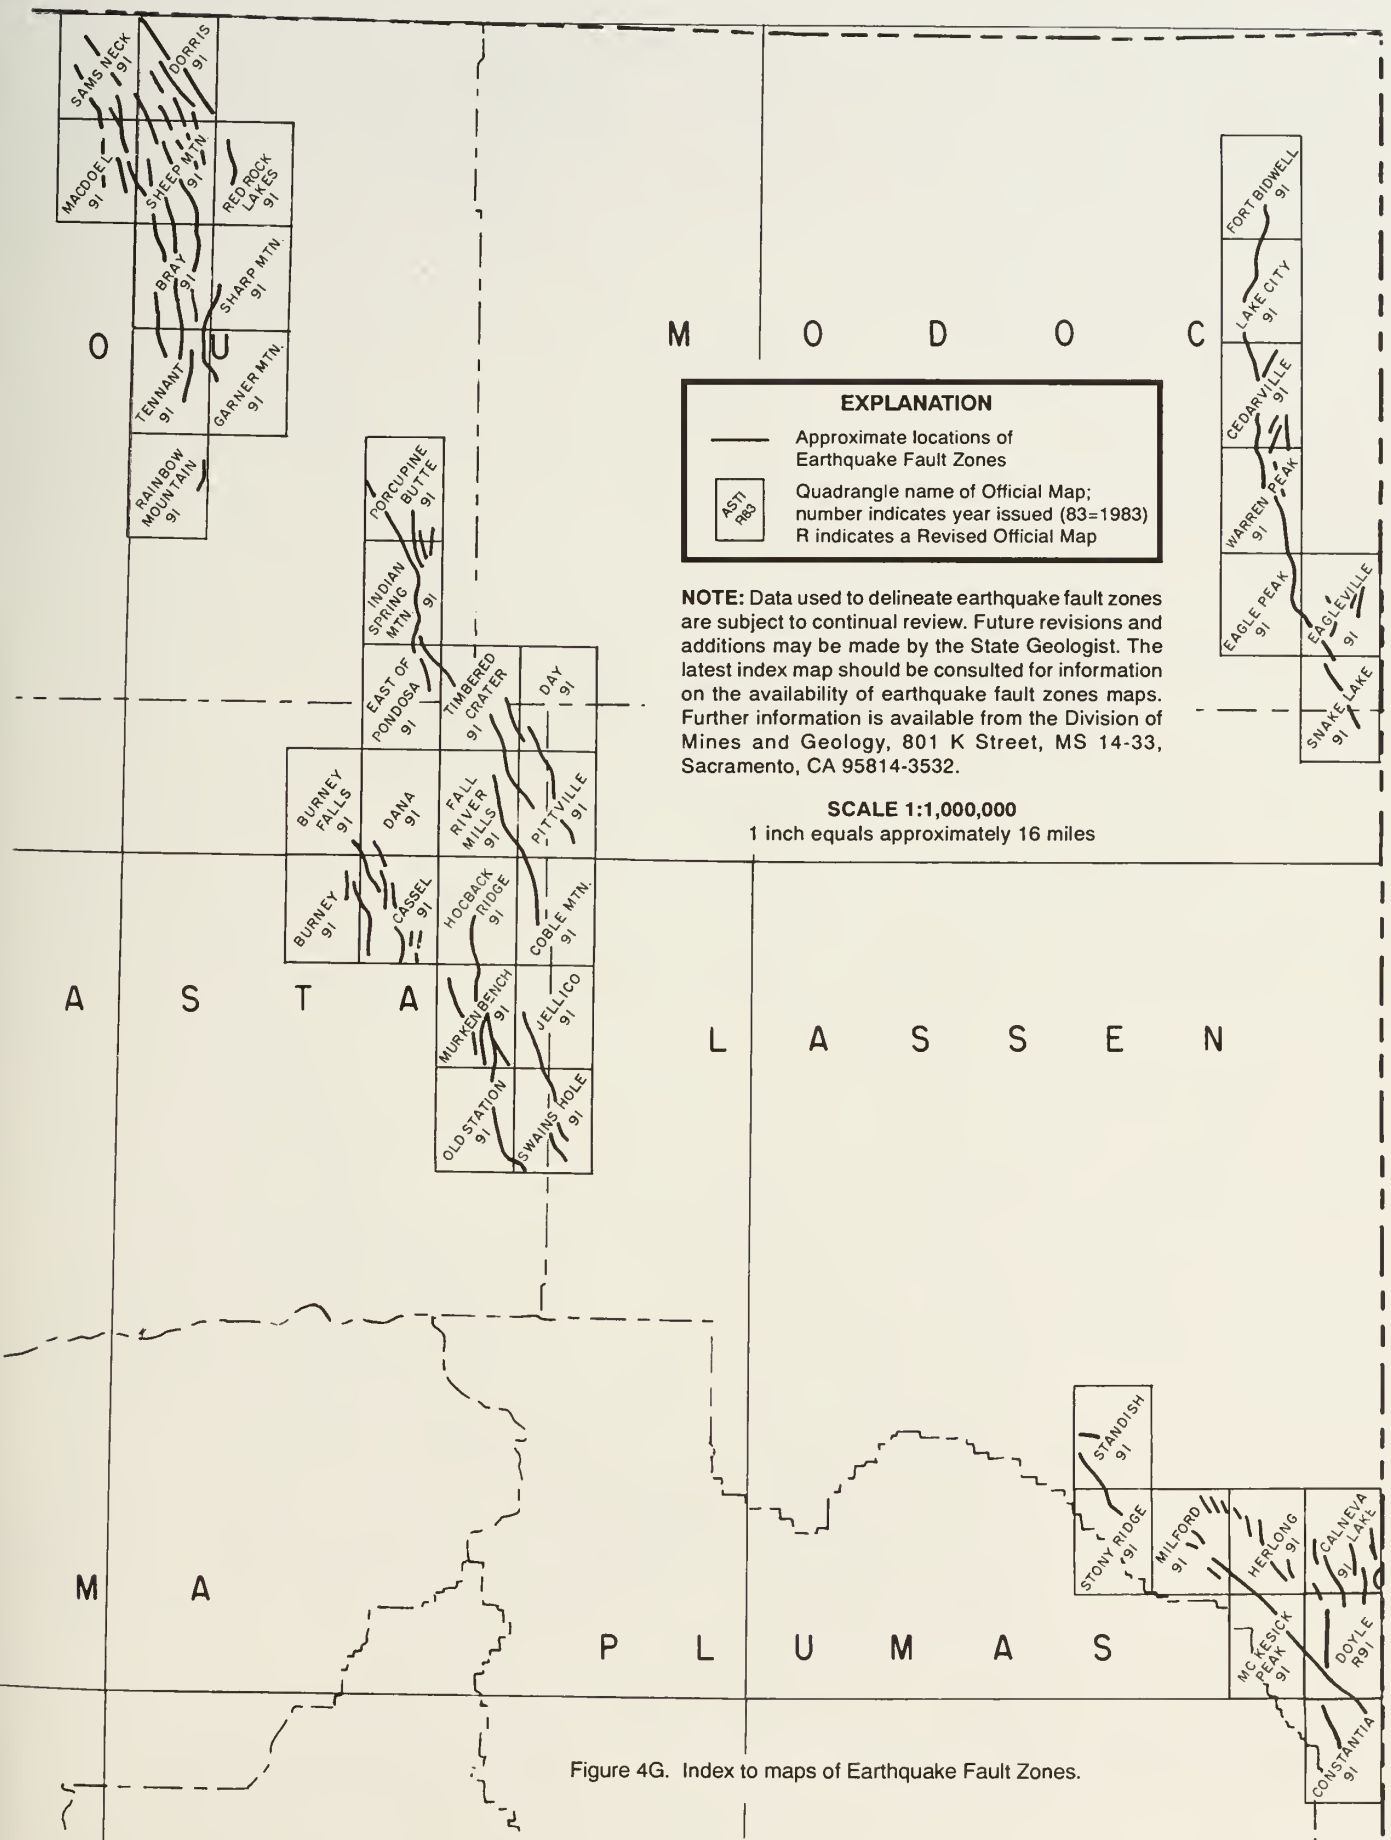 SAMS NECK
91
DORRIS
91
MACDOEL
91
SHEEP MTN.
91
RED ROCK
LAKES
91
BRAY
91
SHARP MTN.
91
O U
TENNANT
91
GARNER MTN.
91
RAINBOW
MOUNTAIN
91
M O D O C
FORT BIDWELL
91
LAKE CITY
91
CEDARVILLE
91
WARREN PEAK
91
EAGLE PEAK
91
EAGLEVILLE
91
SNAKE LAKE
91
EXPLANATION
Approximate locations of
Earthquake Fault Zones
ASTI
R83
Quadrangle name of Official Map;
number indicates year issued (83=1983)
R indicates a Revised Official Map
NOTE: Data used to delineate earthquake fault zones
are subject to continual review. Future revisions and
additions may be made by the State Geologist. The
latest index map should be consulted for information
on the availability of earthquake fault zones maps.
Further information is available from the Division of
Mines and Geology, 801 K Street, MS 14-33,
Sacramento, CA 95814-3532.
SCALE 1:1,000,000
1 inch equals approximately 16 miles
PORCUPINE
BUTTE
91
INDIAN
SPRING
MTN.
91
EAST OF
PONDOSA
91
TIMBERED
CRATER
91
DAY
91
BURNEY
FALLS
91
DANA
91
FALL
RIVER
MILLS
91
PITTVILLE
91
BURNEY
91
CASSEL
91
HOCBACK
RIDGE
91
COBLE MTN.
91
A S T A
MURKEN BENCH
91
JELLICO
91
OLD STATION
91
SWAINS HOLE
91
L A S S E N
STANDISH
91
STONY RIDGE
91
MILFORD
91
HERLONG
91
CALNEVA
LAKE
91
M A
P L U M A S
MC KESICK
PEAK
91
DOYLE
R91
CONSTANTIA
91
Figure 4G. Index to maps of Earthquake Fault Zones.